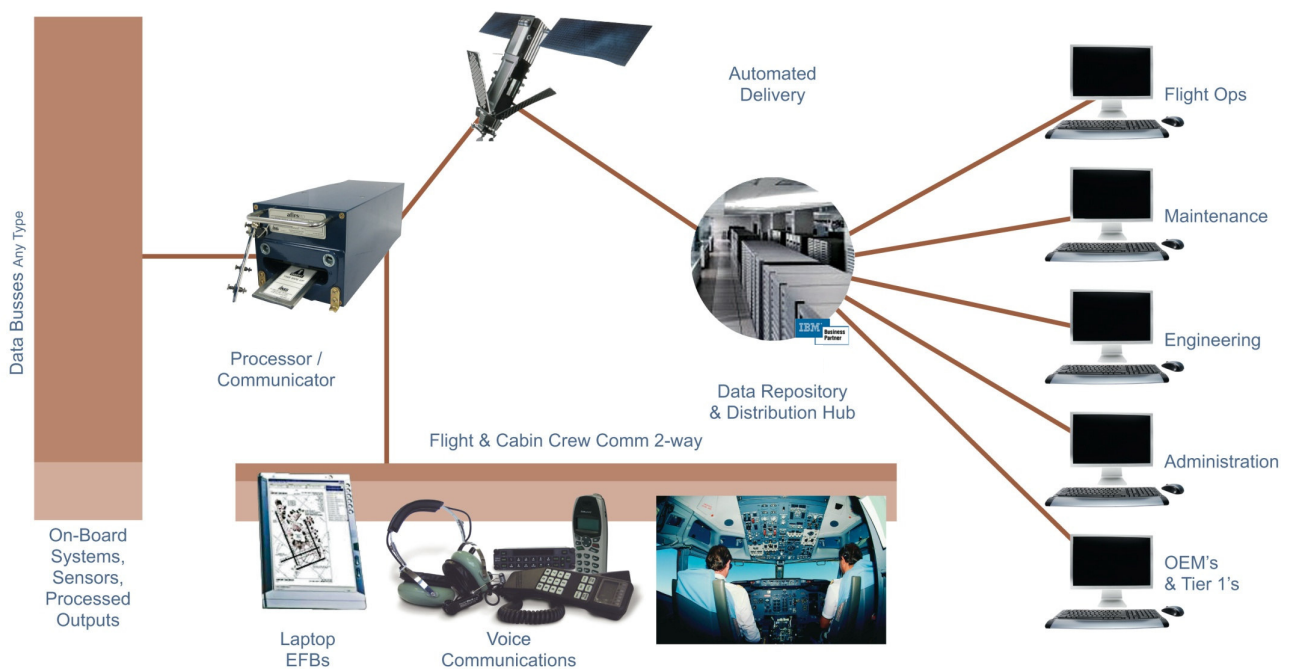 Data Busses Any Type
On-Board
Systems,
Sensors,
Processed
Outputs
Processor /
Communicator
Automated
Delivery
IBM
Business
Partner
Data Repository
& Distribution Hub
Flight & Cabin Crew Comm 2-way
Laptop
EFBs
Voice
Communications
Flight Ops
Maintenance
Engineering
Administration
OEM's
& Tier 1's